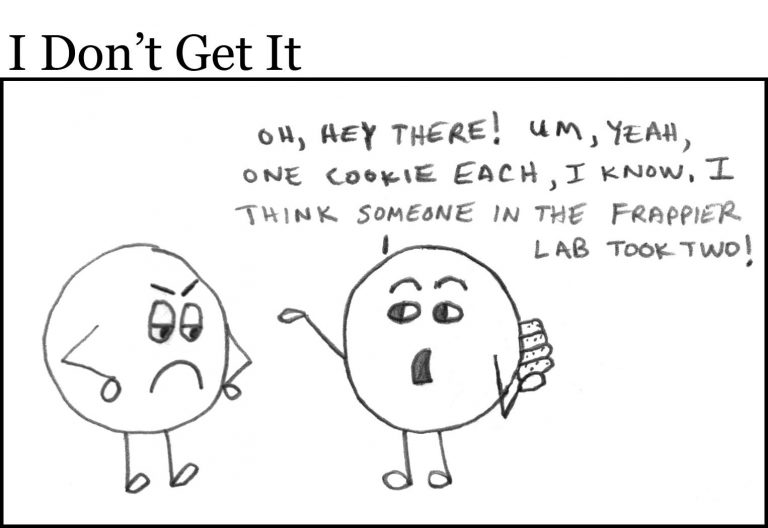 I Don't Get It
OH, HEY THERE! UM, YEAH,
ONE COOKIE EACH, I KNOW. I
THINK SOMEONE IN THE FRAPPIER
LAB TOOK TWO!